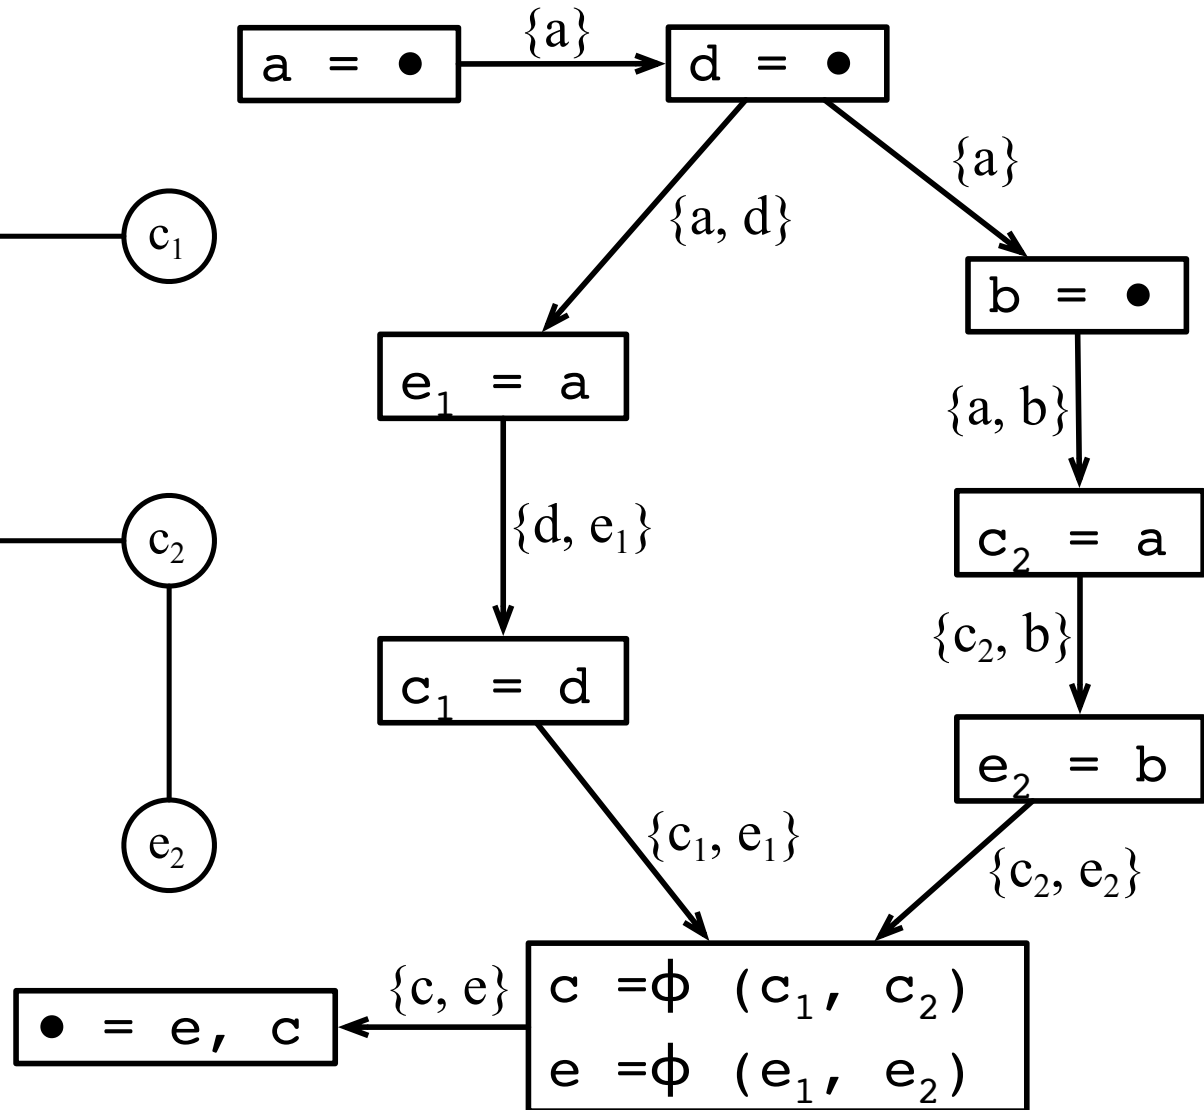 {a}
a = ●
d = ●
{a}
{a, d}
c₁
b = ●
e₁ = a
{a, b}
{d, e₁}
c₂
c₂ = a
{c₂, b}
c₁ = d
e₂ = b
{c₁, e₁}
e₂
{c₂, e₂}
{c, e}
c =ϕ (c₁, c₂)
● = e, c
e =ϕ (e₁, e₂)